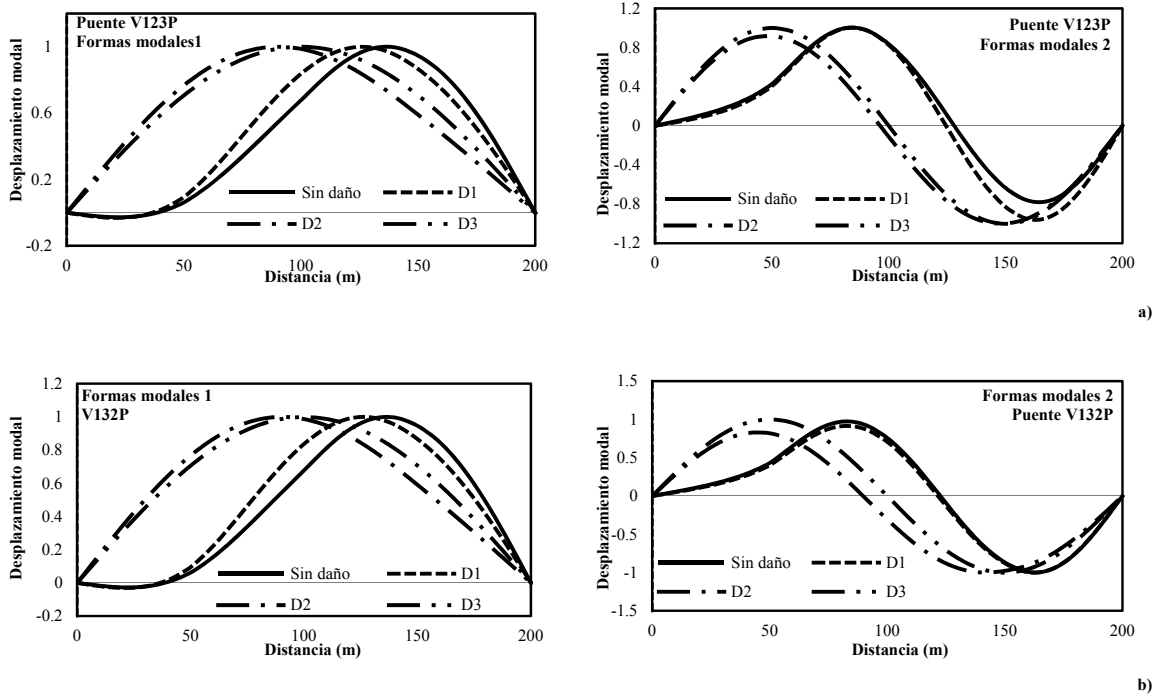 Puente V123P
Formas modales1
Desplazamiento modal
1
0.6
0.2
-0.2
Sin daño
D1
D2
D3
0
50
100
150
200
Distancia (m)
Puente V123P
Formas modales 2
Desplazamiento modal
1.2
0.8
0.4
0
-0.4
-0.8
-1.2
Sin daño
D1
D2
D3
0
50
100
150
200
Distancia (m)
a)
Formas modales 1
V132P
Desplazamiento modal
1.2
1
0.8
0.6
0.4
0.2
0
-0.2
Sin daño
D1
D2
D3
0
50
100
150
200
Distancia (m)
Formas modales 2
Puente V132P
Desplazamiento modal
1.5
1
0.5
0
-0.5
-1
-1.5
Sin daño
D1
D2
D3
0
50
100
150
200
Distancia (m)
b)